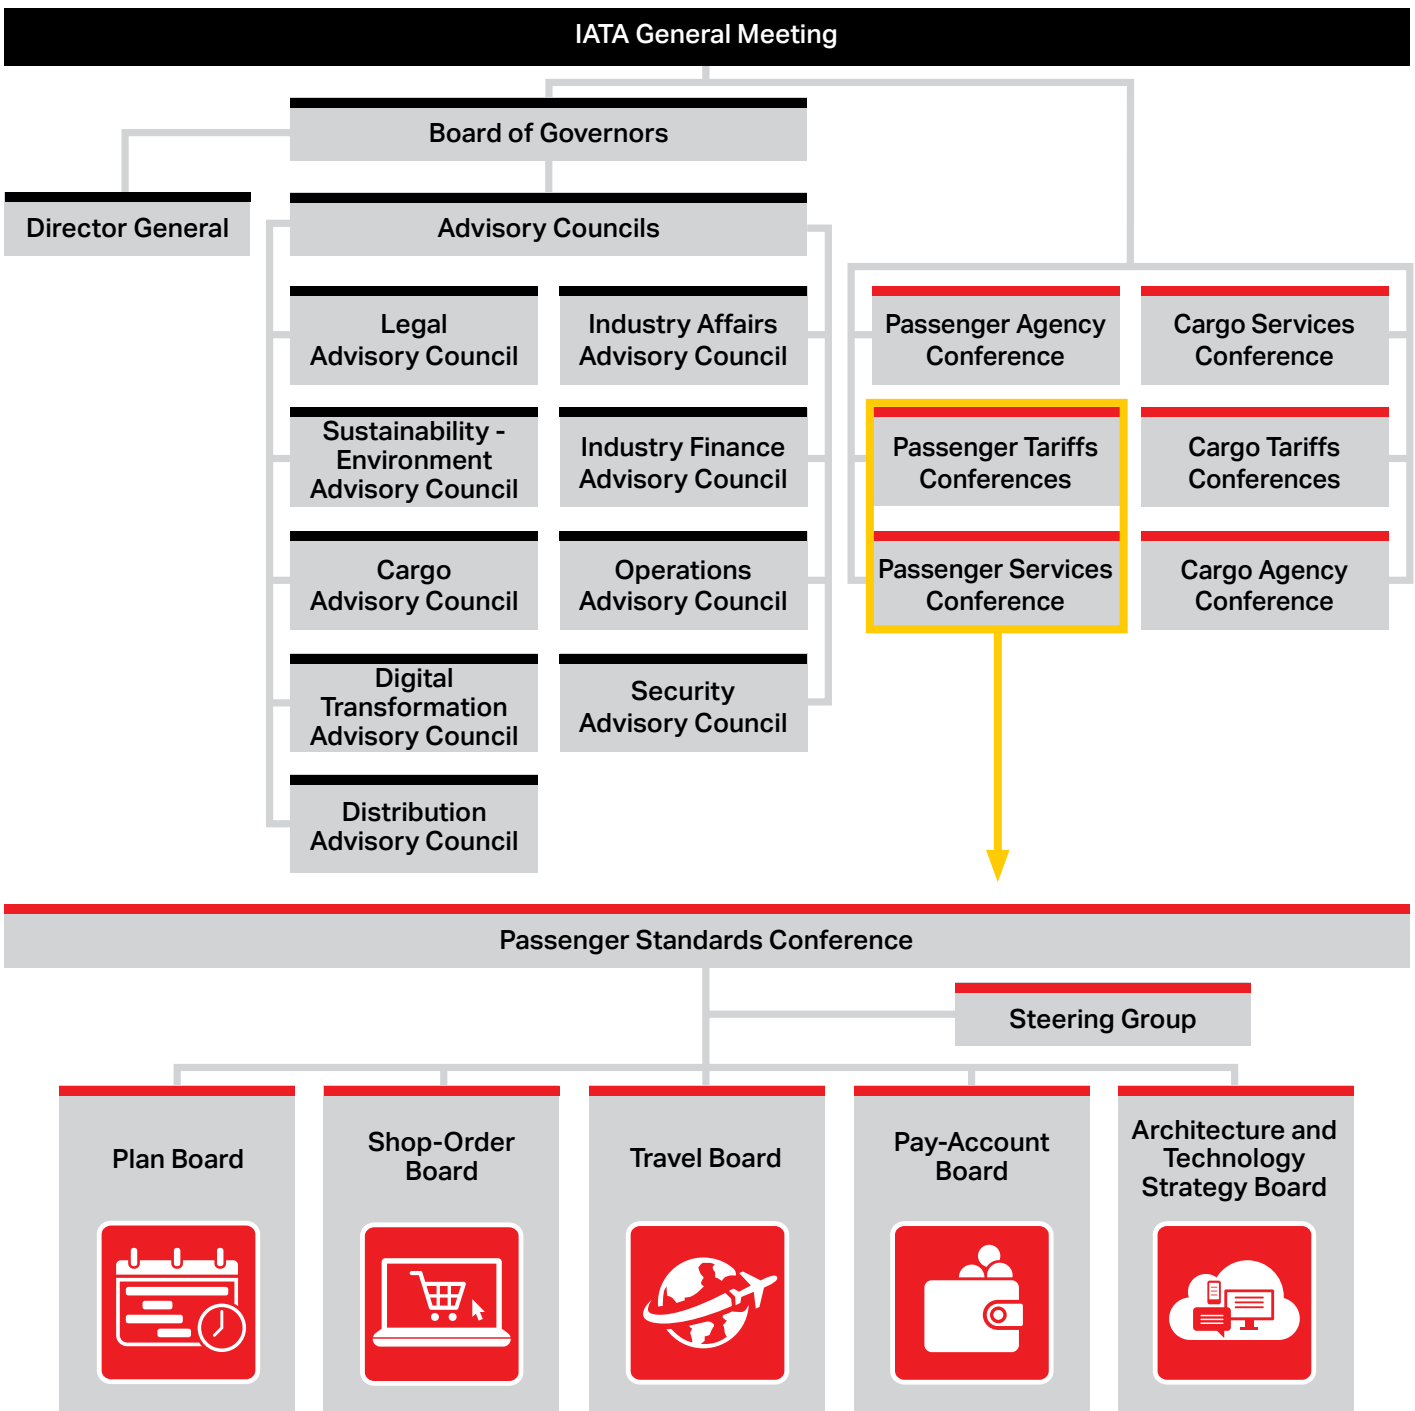 IATA General Meeting
Board of Governors
Director General
Advisory Councils
Legal
Advisory Council
Industry Affairs
Advisory Council
Sustainability -
Environment
Advisory Council
Industry Finance
Advisory Council
Cargo
Advisory Council
Operations
Advisory Council
Digital
Transformation
Advisory Council
Security
Advisory Council
Distribution
Advisory Council
Passenger Agency
Conference
Cargo Services
Conference
Passenger Tariffs
Conferences
Cargo Tariffs
Conferences
Passenger Services
Conference
Cargo Agency
Conference
Passenger Standards Conference
Steering Group
Plan Board
Shop-Order
Board
Travel Board
Pay-Account
Board
Architecture and
Technology
Strategy Board